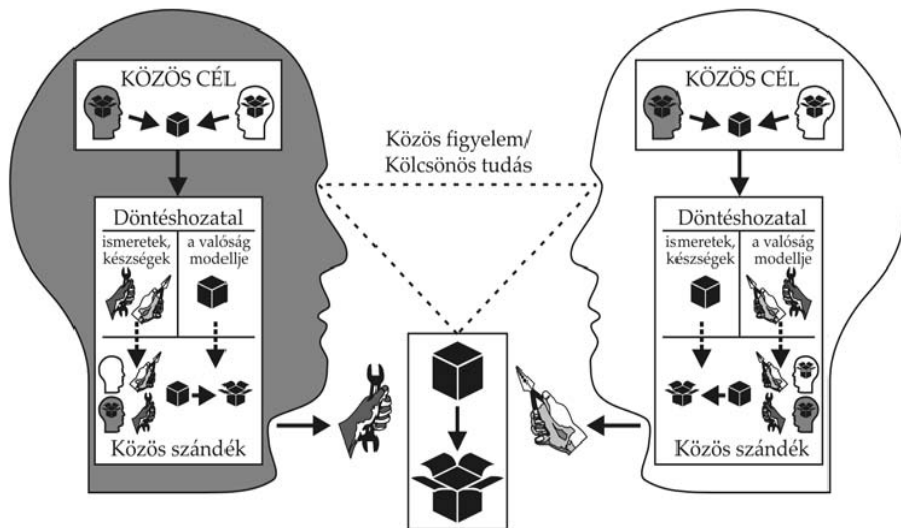 KÖZÖS CÉL
Döntéshozatal
ismeretek,
készségek
a valóság
modellje
Közös szándék
Közös figyelem/
Kölcsönös tudás
KÖZÖS CÉL
Döntéshozatal
ismeretek,
készségek
a valóság
modellje
Közös szándék